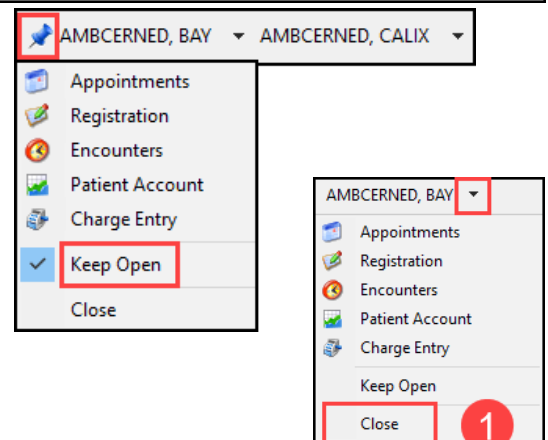 AMBCERNED, BAY AMBCERNED, CALIX
Appointments
Registration
Encounters
Patient Account
Charge Entry
Keep Open
Close
AMBCERNED, BAY
Appointments
Registration
Encounters
Patient Account
Charge Entry
Keep Open
Close
1